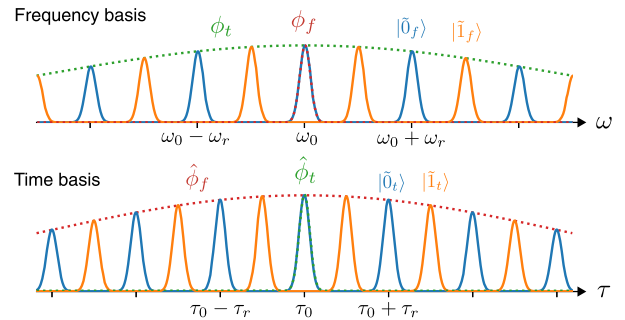 Frequency basis
ϕ_t ϕ_f |0̃_f⟩ |1̃_f⟩
ω_0 − ω_r ω_0 ω_0 + ω_r ω
Time basis
ϕ̂_f ϕ̂_t |0̃_t⟩ |1̃_t⟩
τ_0 − τ_r τ_0 τ_0 + τ_r τ